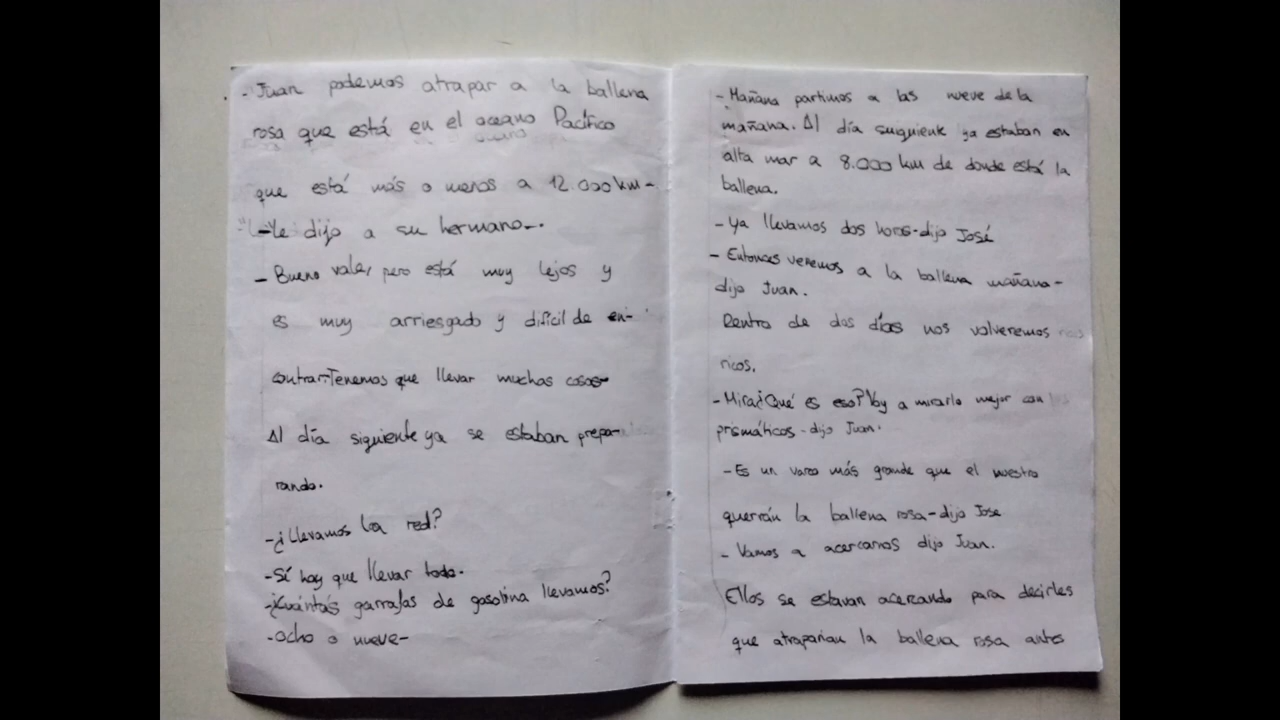 - Juan podemos atrapar a la ballena
rosa que está en el oceano Pacífico
que está más o menos a 12.000 km-
-Le dijo a su hermano-.
- Bueno vale, pero está muy lejos y
es muy arriesgado y difícil de en-
contrar. Tenemos que llevar muchas cosas
Al día siguiente ya se estaban prepa-
rando.
-¿Llevamos la red?
-Sí hay que llevar todo.
-¿Cuántas garrafas de gasolina llevamos?
-Ocho o nueve-
- Mañana partimos a las nueve de la
mañana. Al día suiguiente ya estaban en
alta mar a 8.000 km de donde está la
ballena.
- Ya llevamos dos horas-dijo José
- Entonces veremos a la ballena mañana-
dijo Juan.
Dentro de dos días nos volveremos
ricos.
- Mira ¿Qué es eso? Voy a mirarlo mejor con
prismáticos - dijo Juan.
- Es un varco más grande que el nuestro
querrán la ballena rosa-dijo Jose
- Vamos a acercarnos dijo Juan.
Ellos se estavan acercando para decirles
que atraparian la ballena rosa antes